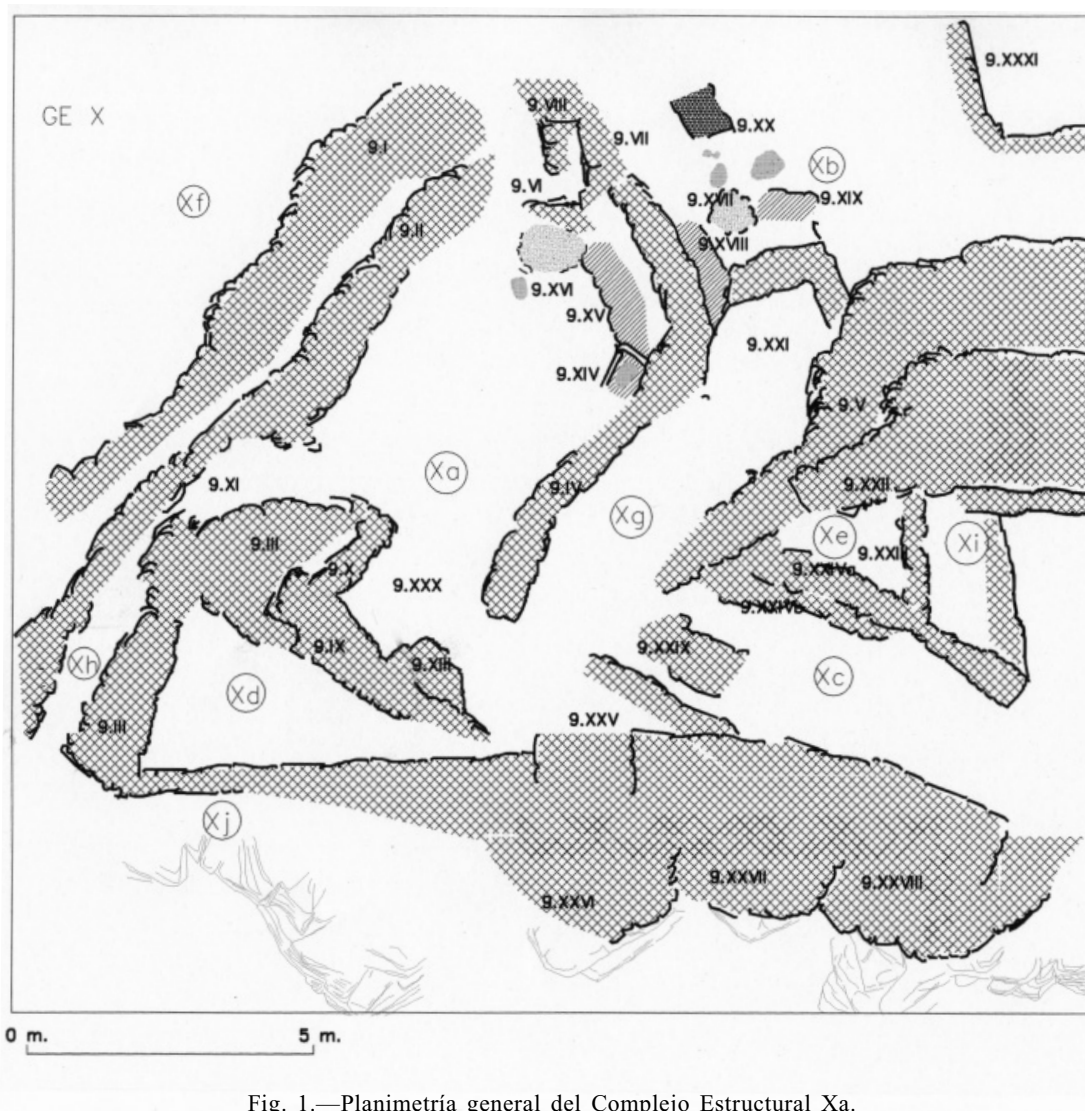 9.XXXI
GE X
9.VIII
9.XX
9.I
9.VII
Xb
9.VI
Xf
9.XVII
9.XIX
9.II
9.XVIII
9.XVI
9.XV
9.XXI
9.XIV
9.V
Xa
9.XI
9.IV
9.XXII
Xg
Xe
Xi
9.III
9.XXIII
9.X
9.XXIVa
9.XXX
9.XXIVb
9.IX
9.XXIX
Xh
9.XIII
Xc
Xd
9.III
9.XXV
Xj
9.XXVII
9.XXVIII
9.XXVI
0 m.
5 m.
Fig. 1.—Planimetría general del Complejo Estructural Xa.